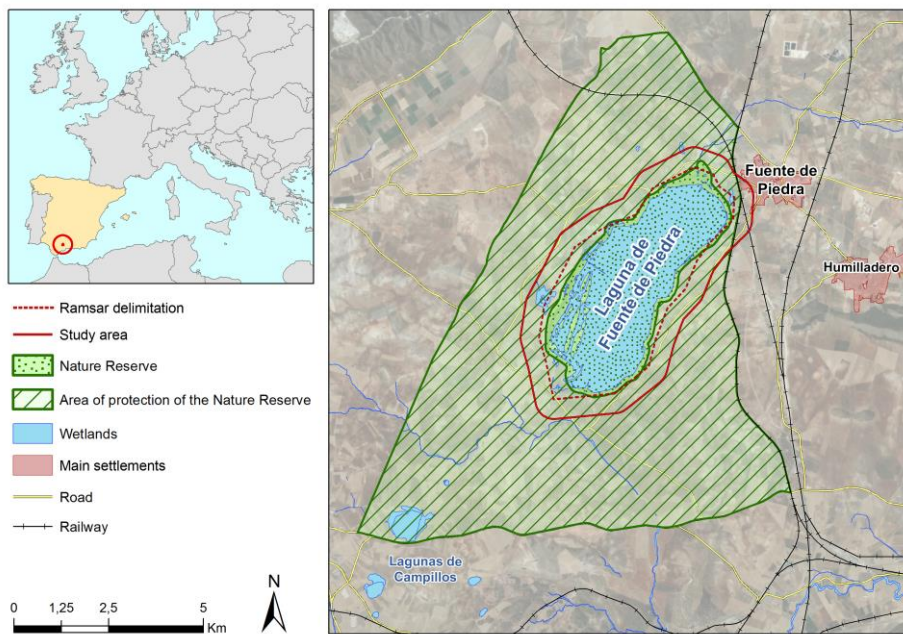 Ramsar delimitation
Study area
Nature Reserve
Area of protection of the Nature Reserve
Wetlands
Main settlements
Road
Railway
0 1,25 2,5 5
Km
N
Fuente de
Piedra
Humilladero
Laguna de
Fuente de Piedra
Lagunas de
Campillos